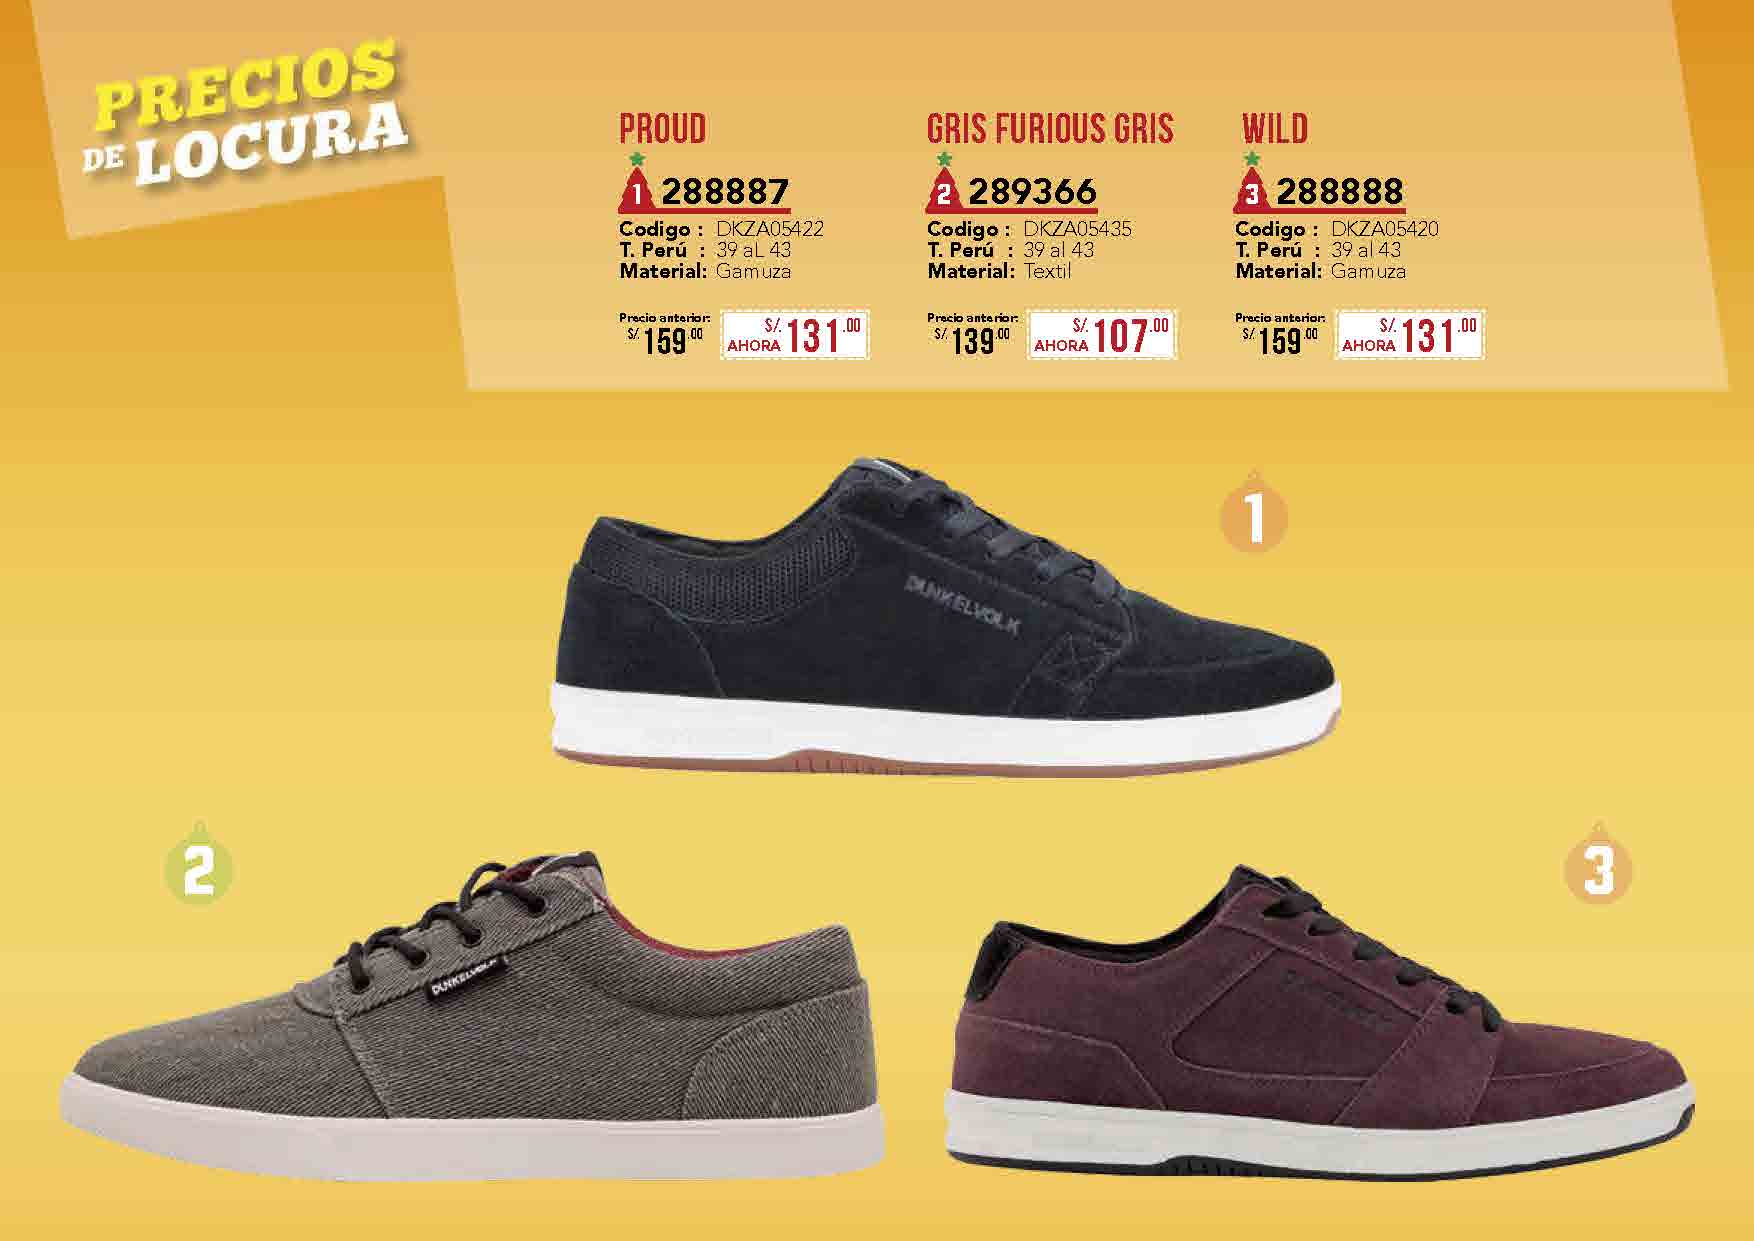 PRECIOS
DE LOCURA
PROUD
1 288887
Codigo : DKZA05422
T. Perú : 39 aL 43
Material: Gamuza
Precio anterior:
S/. 159.00
S/. 131.00
AHORA
GRIS FURIOUS GRIS
2 289366
Codigo : DKZA05435
T. Perú : 39 al 43
Material: Textil
Precio anterior:
S/. 139.00
S/. 107.00
AHORA
WILD
3 288888
Codigo : DKZA05420
T. Perú : 39 al 43
Material: Gamuza
Precio anterior:
S/. 159.00
S/. 131.00
AHORA
1
DUNKELVOLK
2
DUNKELVOLK
3